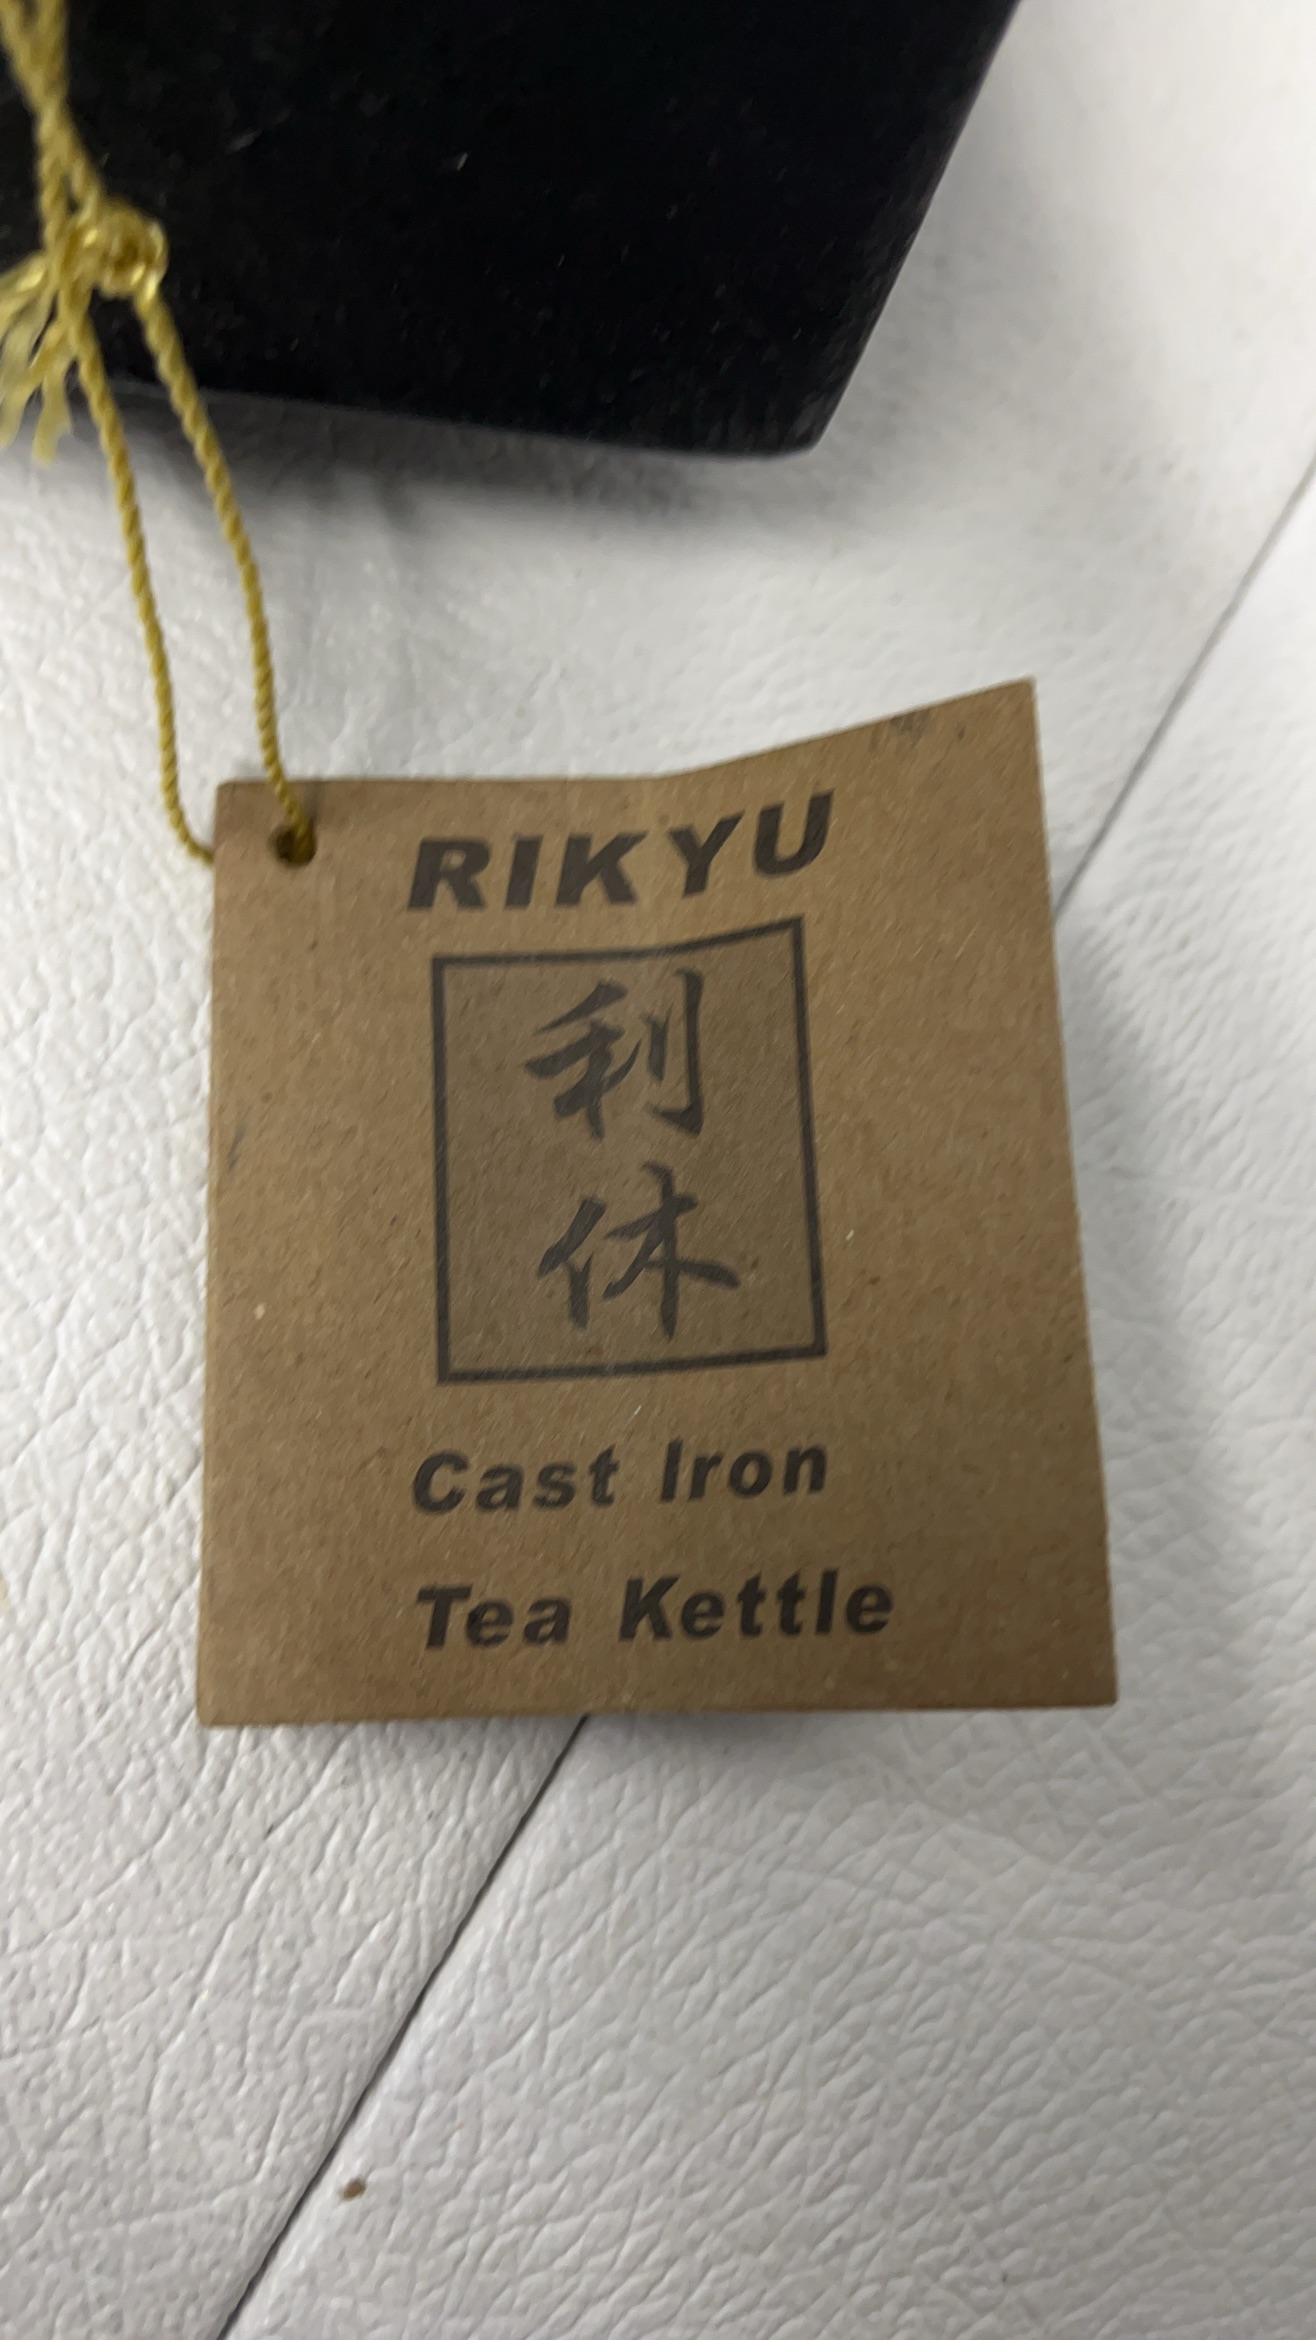 RIKYU
利
休
Cast Iron
Tea Kettle